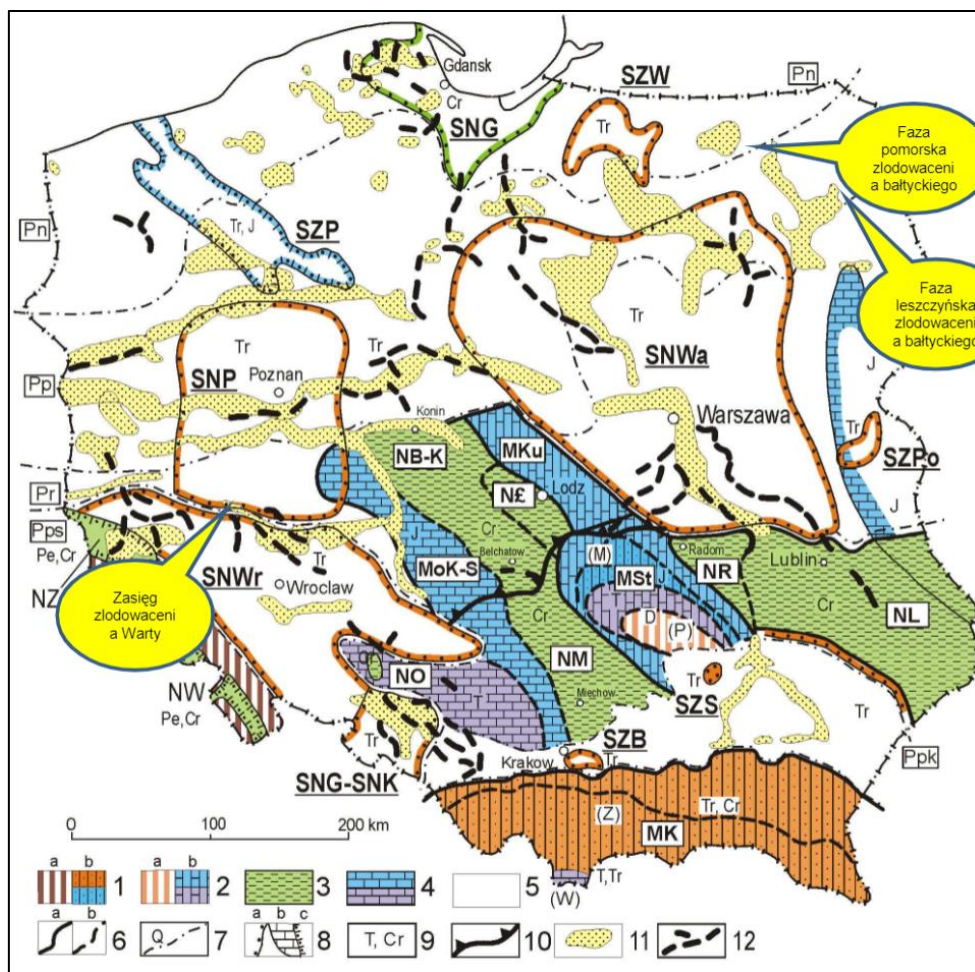 Gdansk
Cr
SNG
SZW
Pn
Tr
Faza
pomorska
zlodowaceni
a bałtyckiego
Pn
Tr, J
SZP
Faza
leszczyńska
zlodowaceni
a bałtyckiego
Tr
J
Tr
Tr
SNP
Poznan
SNWa
Pp
Warszawa
Tr
SZPo
Konin
NB-K
MKu
N£
Lodz
J
Pr
Pps
Pe, Cr
Tr
J
Cr
Belchatow
(M)
Radom
Lublin
NZ
SNWr
Wroclaw
MoK-S
MSt
J
NR
Cr
NL
Zasięg
zlodowaceni
a Warty
D
(P)
Cr
NM
NO
T
Tr
SZS
Miechow
Tr
NW
Pe, Cr
Tr
SZB
Krakow
Tr
Ppk
SNG-SNK
(Z)
Tr, Cr
MK
0 100 200 km
T,Tr
(W)
a b 1 a b 2 3 4 5
a b 6 Q 7 a b c 8 T, Cr 9 10 11 12